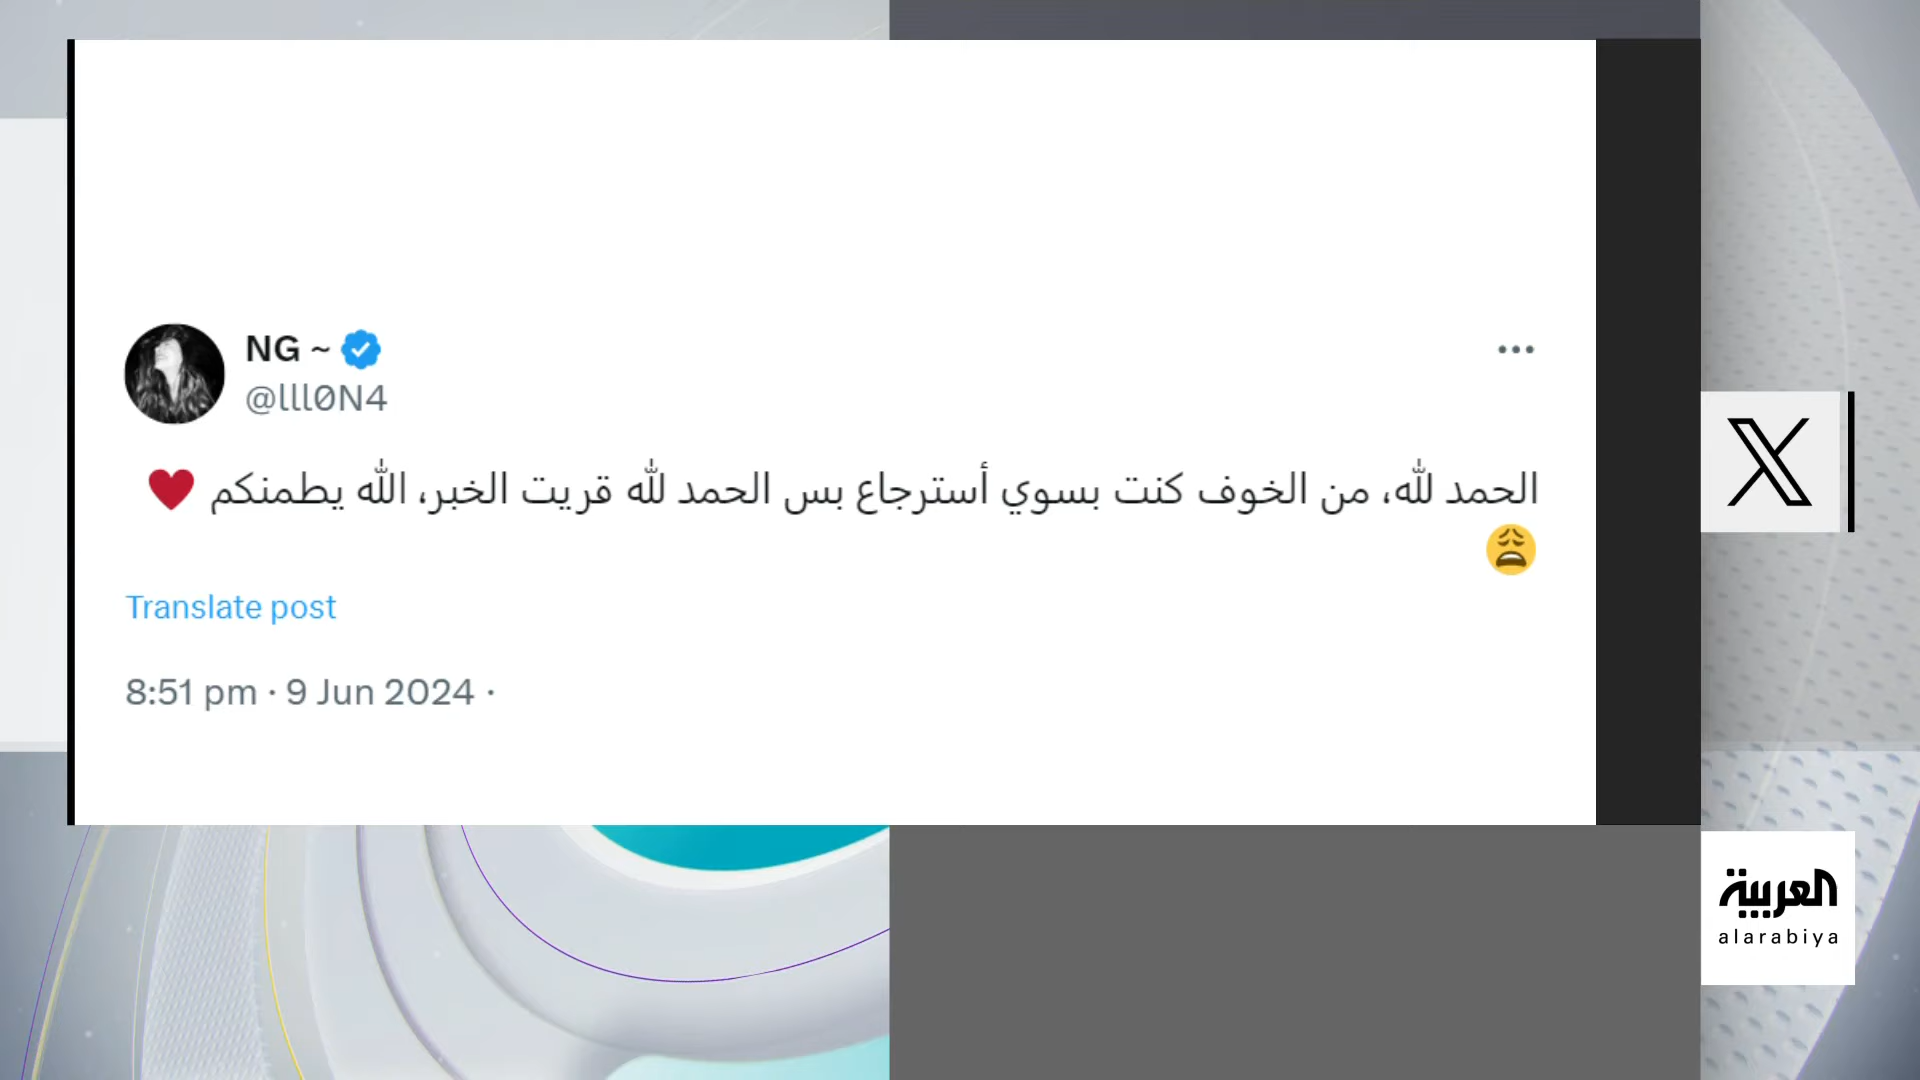 NG ~
@lll0N4
الحمد لله، من الخوف كنت بسوي أسترجاع بس الحمد لله قريت الخبر، الله يطمنكم ❤️
😩
Translate post
8:51 pm · 9 Jun 2024 ·
العربية
alarabiya